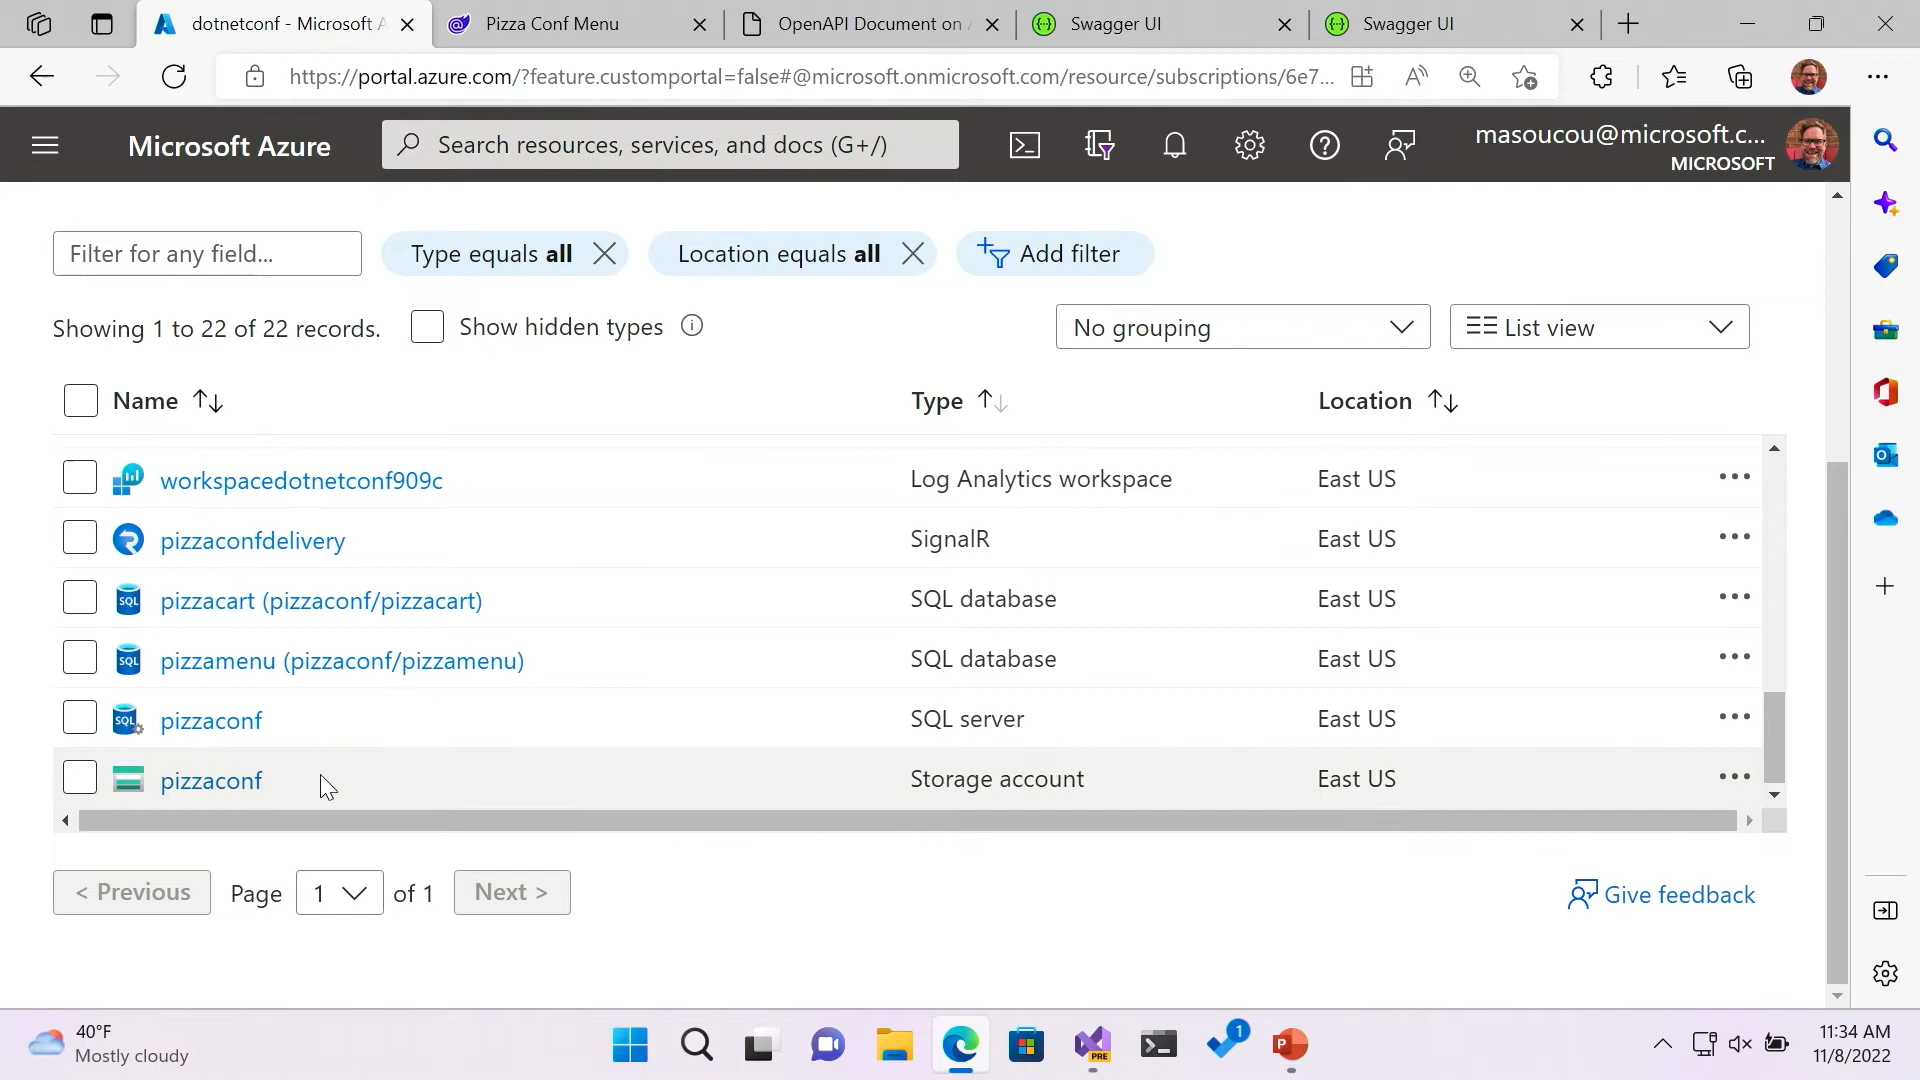 dotnetconf - Microsoft A
Pizza Conf Menu
OpenAPI Document on
Swagger UI
Swagger UI
https://portal.azure.com/?feature.customportal=false#@microsoft.onmicrosoft.com/resource/subscriptions/6e7...
Microsoft Azure
Search resources, services, and docs (G+/)
masoucou@microsoft.c...
MICROSOFT
Filter for any field...
Type equals all
Location equals all
Add filter
Showing 1 to 22 of 22 records.
Show hidden types
No grouping
List view
Name
Type
Location
workspacedotnetconf909c
Log Analytics workspace
East US
pizzaconfdelivery
SignalR
East US
SQL
pizzacart (pizzaconf/pizzacart)
SQL database
East US
SQL
pizzamenu (pizzaconf/pizzamenu)
SQL database
East US
SQL
pizzaconf
SQL server
East US
pizzaconf
Storage account
East US
< Previous
Page
1
of 1
Next >
Give feedback
40°F
Mostly cloudy
PRE
1
P
11:34 AM
11/8/2022